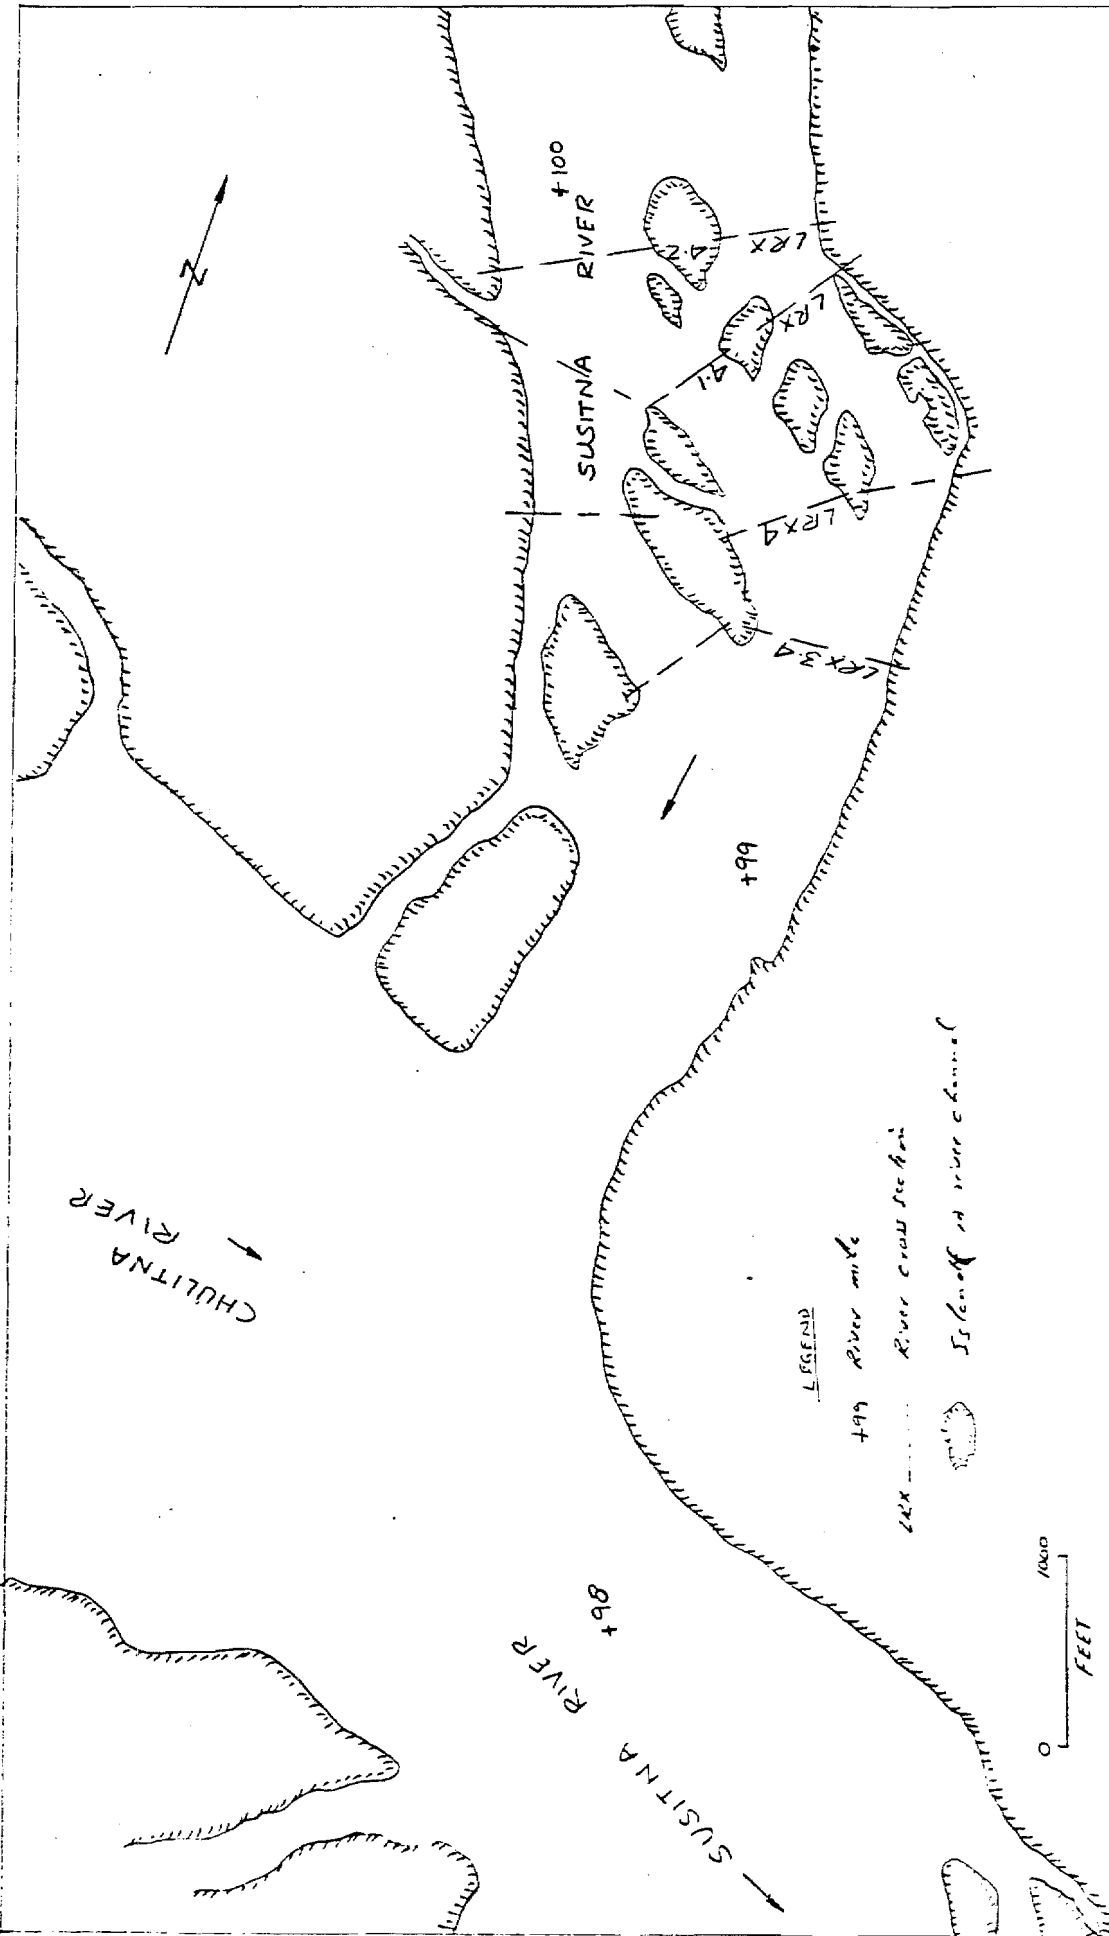 N
+100
SUSITNA RIVER
LRX 4.2
LRX 4.1
LRX 4
LRX 3.4
+99
CHULITNA
RIVER
+98
SUSITNA RIVER
LEGEND
+99 River mile
LRX River cross section
Island in river channel
0 1000
FEET